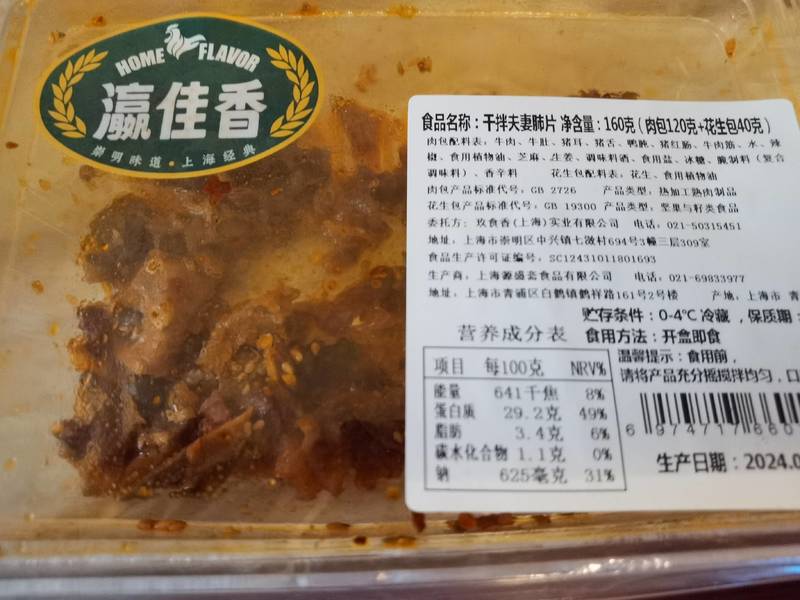 HOME FLAVOR
瀛佳香
崇明味道·上海经典
食品名称：干拌夫妻肺片 净含量：160克（肉包120克+花生包40克）
肉包配料表：牛肉、牛肚、猪耳、猪舌、鸭肫、猪红肠、牛肉筋、水、辣
椒、食用植物油、芝麻、生姜、调味料酒、食用盐、冰糖、腌制料（复合
调味料）、香辛料 花生包配料表：花生、食用植物油
肉包产品标准代号：GB 2726 产品类型：热加工熟肉制品
花生包产品标准代号：GB 19300 产品类型：坚果与籽类食品
委托方：玫食香(上海)实业有限公司 电话：021-50315451
地址：上海市崇明区中兴镇七滧村694号3幢三层309室
食品生产许可证编号：SC12431011801693
生产商：上海源盛套食品有限公司 电话：021-69833977
地址：上海市青浦区白鹤镇鹤祥路161号2号楼 产地：上海市 青
贮存条件：0-4℃ 冷藏 ，保质期：
营养成分表 食用方法：开盒即食
温馨提示：食用前，
请将产品充分摇搅拌均匀，口
项目 每100克 NRV%
能量 641千焦 8%
蛋白质 29.2克 49%
脂肪 3.4克 6%
碳水化合物 1.1克 0%
钠 625毫克 31%
6 974717 660
生产日期：2024.0